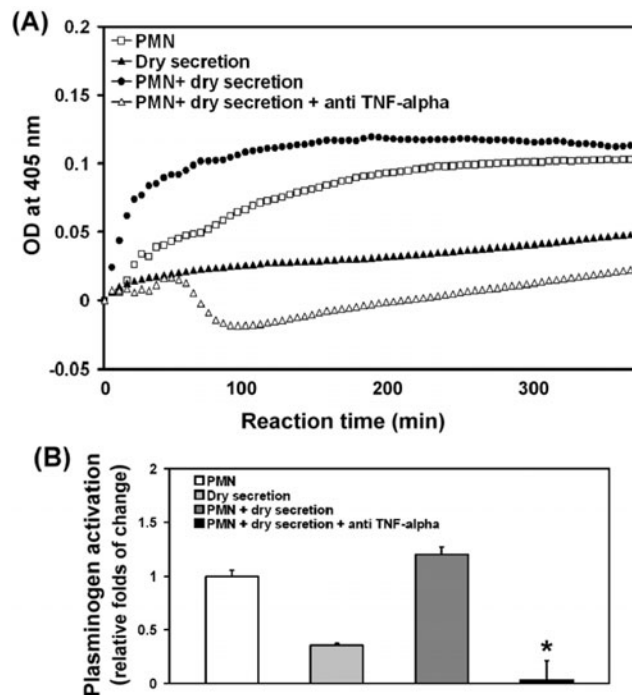 (A)
PMN
Dry secretion
PMN+ dry secretion
PMN+ dry secretion + anti TNF-alpha
OD at 405 nm
0.2
0.15
0.1
0.05
0
-0.05
0
100
200
300
Reaction time (min)
(B)
PMN
Dry secretion
PMN + dry secretion
PMN + dry secretion + anti TNF-alpha
Plasminogen activation
(relative folds of change)
2
1.5
1
0.5
0
*